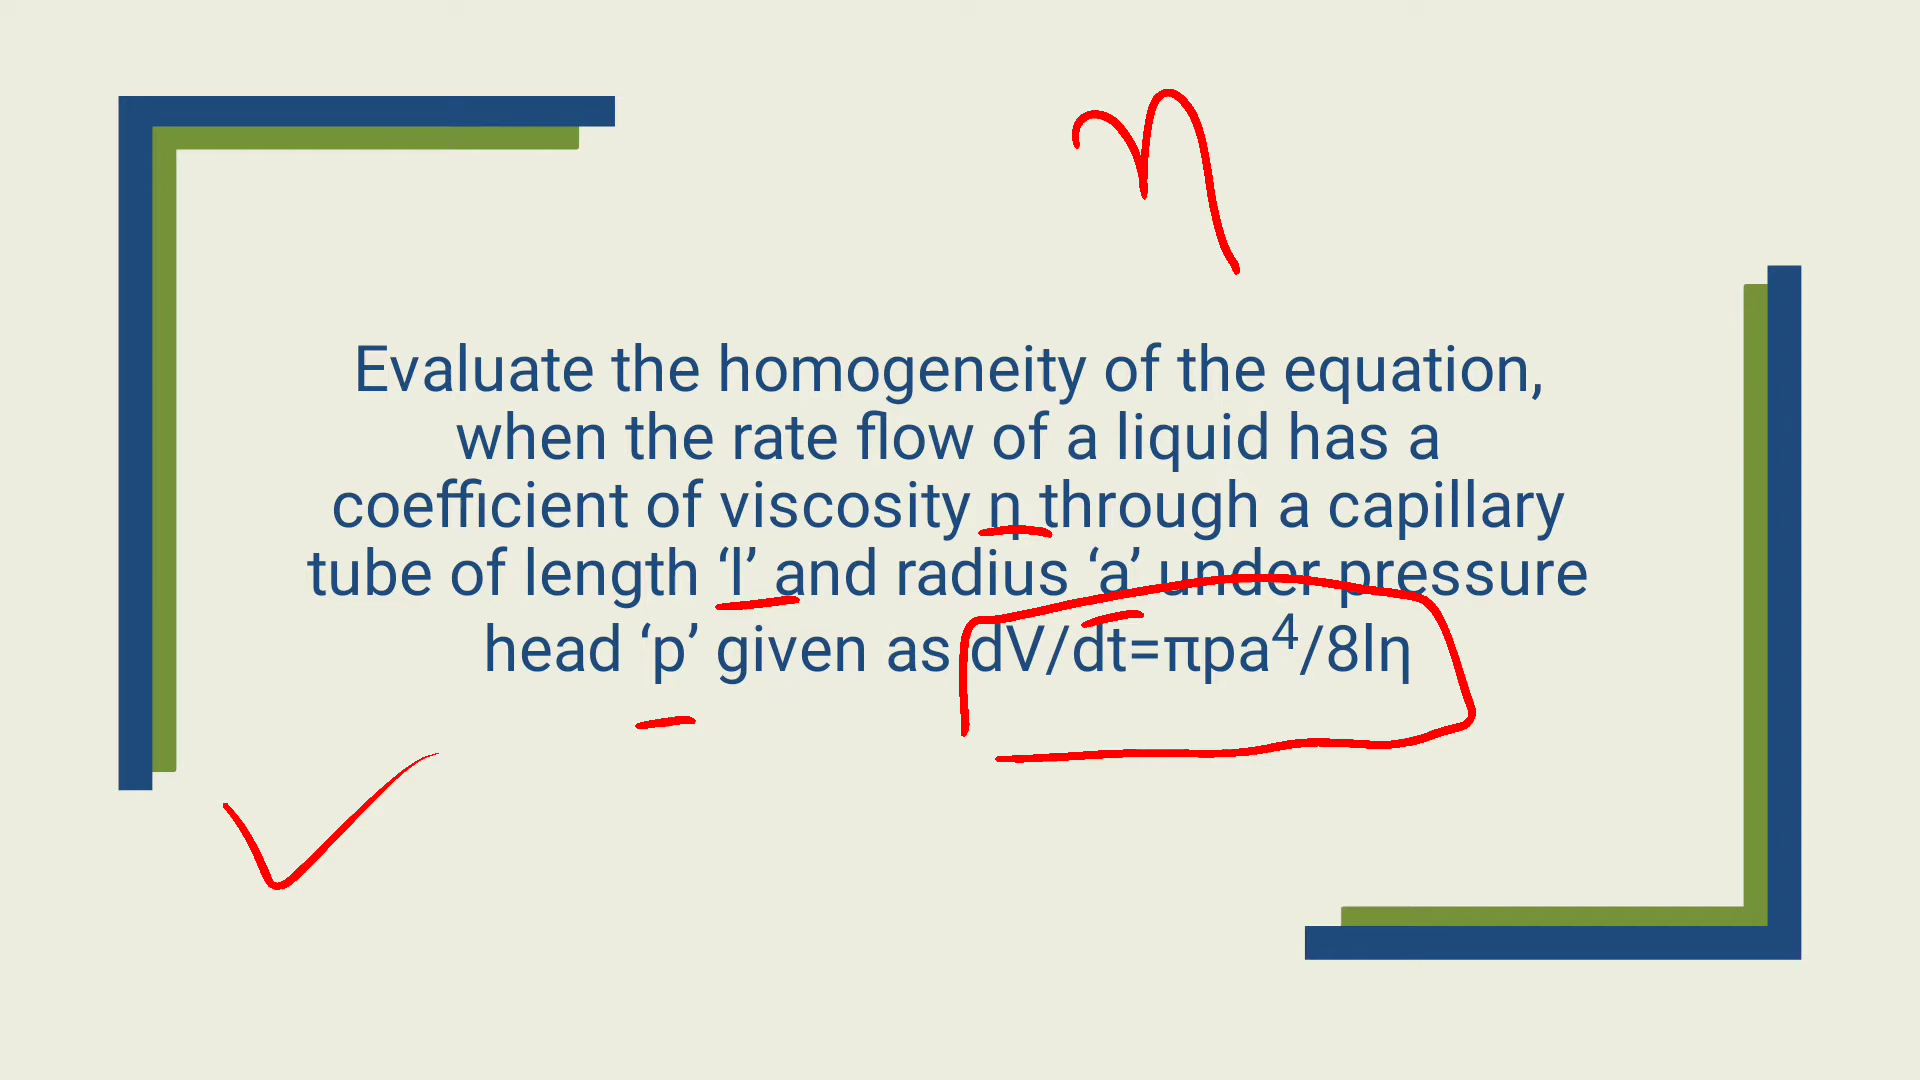 η
Evaluate the homogeneity of the equation,
when the rate flow of a liquid has a
coefficient of viscosity η through a capillary
tube of length ‘l’ and radius ‘a’ under pressure
head ‘p’ given as dV/dt=πpa⁴/8lη